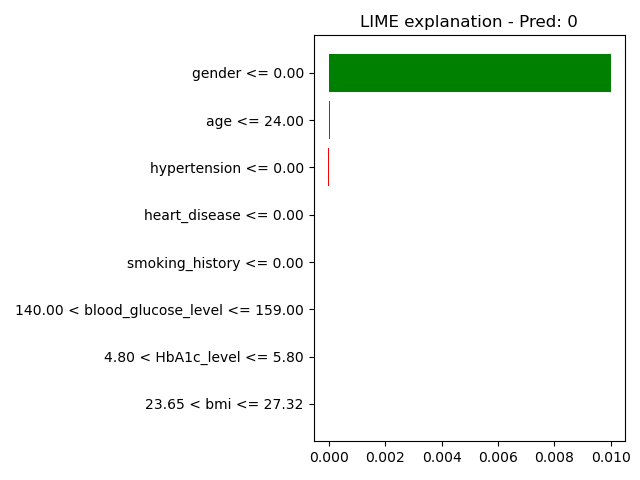 LIME explanation - Pred: 0
gender <= 0.00
age <= 24.00
hypertension <= 0.00
heart_disease <= 0.00
smoking_history <= 0.00
140.00 < blood_glucose_level <= 159.00
4.80 < HbA1c_level <= 5.80
23.65 < bmi <= 27.32
0.000 0.002 0.004 0.006 0.008 0.010